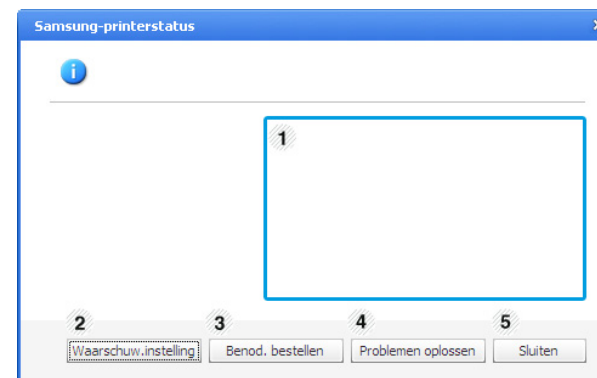 Samsung-printerstatus
1
2 3 4 5
Waarschuw.instelling Benod. bestellen Problemen oplossen Sluiten